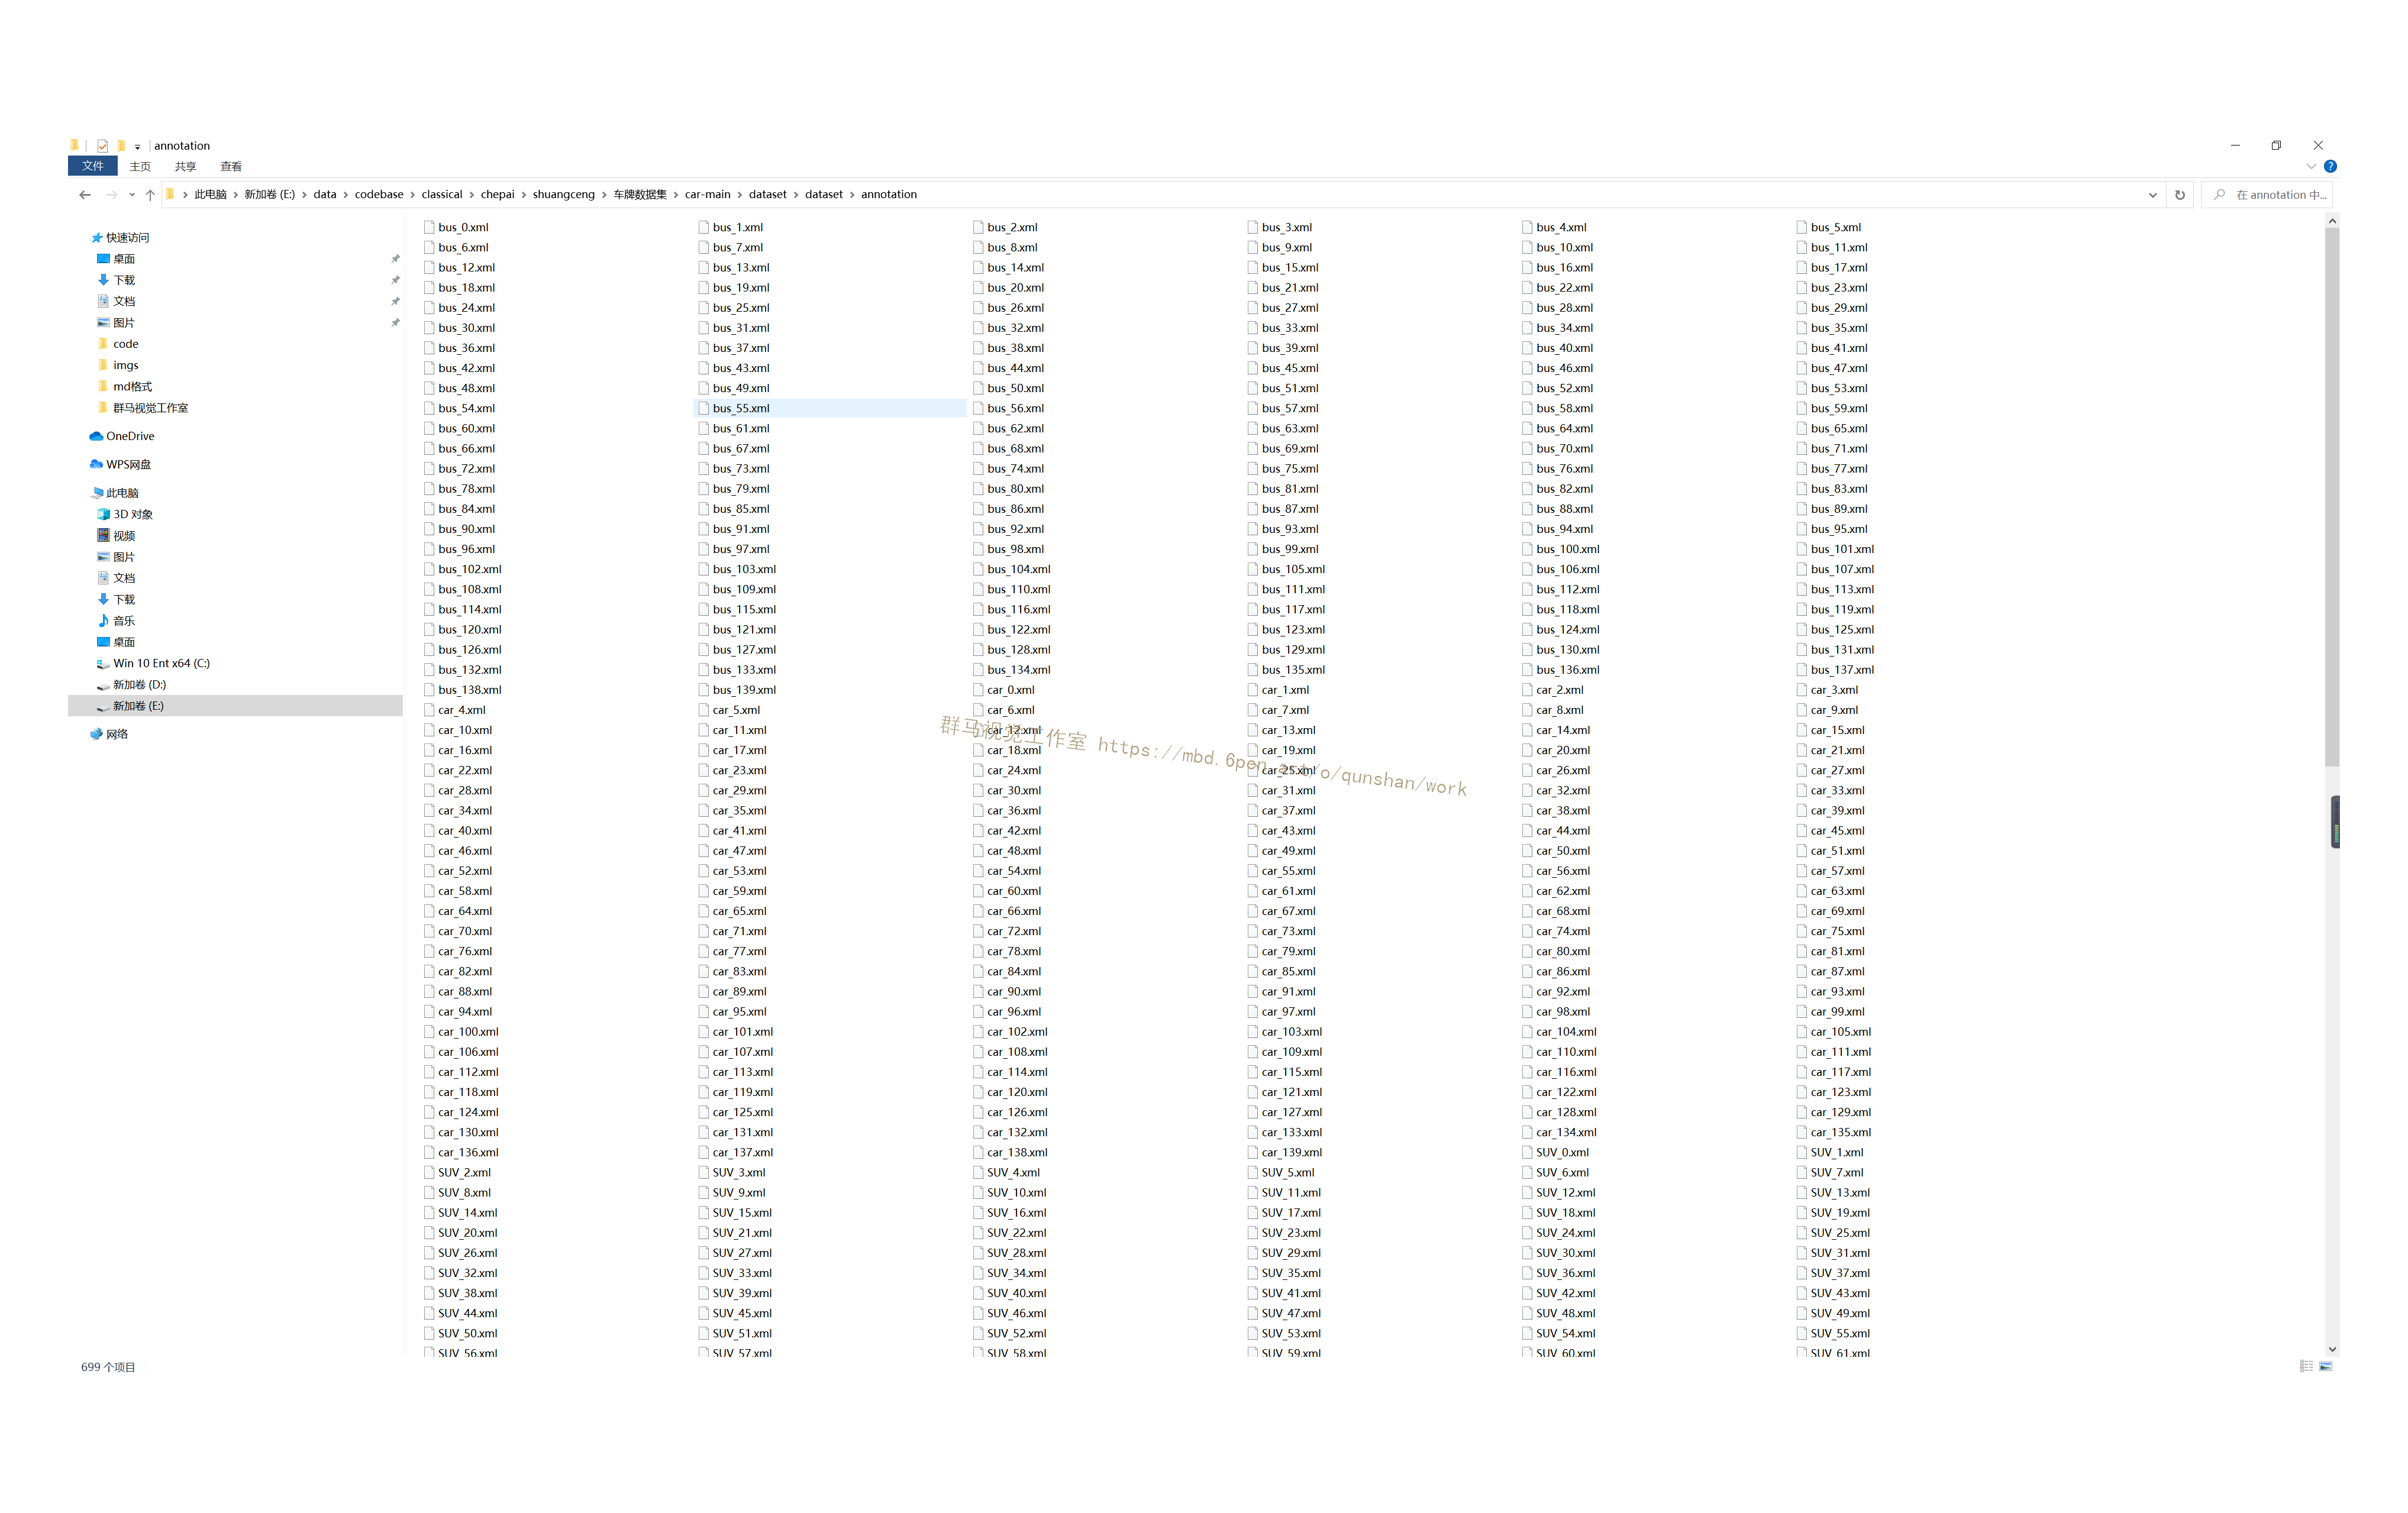 annotation
文件 主页 共享 查看
此电脑 新加卷 (E:) data codebase classical chepai shuangceng 车牌数据集 car-main dataset dataset annotation 在 annotation 中...
快速访问
桌面
下载
文档
图片
code
imgs
md格式
群马视觉工作室
OneDrive
WPS网盘
此电脑
3D 对象
视频
图片
文档
下载
音乐
桌面
Win 10 Ent x64 (C:)
新加卷 (D:)
新加卷 (E:)
网络
bus_0.xml bus_1.xml bus_2.xml bus_3.xml bus_4.xml bus_5.xml
bus_6.xml bus_7.xml bus_8.xml bus_9.xml bus_10.xml bus_11.xml
bus_12.xml bus_13.xml bus_14.xml bus_15.xml bus_16.xml bus_17.xml
bus_18.xml bus_19.xml bus_20.xml bus_21.xml bus_22.xml bus_23.xml
bus_24.xml bus_25.xml bus_26.xml bus_27.xml bus_28.xml bus_29.xml
bus_30.xml bus_31.xml bus_32.xml bus_33.xml bus_34.xml bus_35.xml
bus_36.xml bus_37.xml bus_38.xml bus_39.xml bus_40.xml bus_41.xml
bus_42.xml bus_43.xml bus_44.xml bus_45.xml bus_46.xml bus_47.xml
bus_48.xml bus_49.xml bus_50.xml bus_51.xml bus_52.xml bus_53.xml
bus_54.xml bus_55.xml bus_56.xml bus_57.xml bus_58.xml bus_59.xml
bus_60.xml bus_61.xml bus_62.xml bus_63.xml bus_64.xml bus_65.xml
bus_66.xml bus_67.xml bus_68.xml bus_69.xml bus_70.xml bus_71.xml
bus_72.xml bus_73.xml bus_74.xml bus_75.xml bus_76.xml bus_77.xml
bus_78.xml bus_79.xml bus_80.xml bus_81.xml bus_82.xml bus_83.xml
bus_84.xml bus_85.xml bus_86.xml bus_87.xml bus_88.xml bus_89.xml
bus_90.xml bus_91.xml bus_92.xml bus_93.xml bus_94.xml bus_95.xml
bus_96.xml bus_97.xml bus_98.xml bus_99.xml bus_100.xml bus_101.xml
bus_102.xml bus_103.xml bus_104.xml bus_105.xml bus_106.xml bus_107.xml
bus_108.xml bus_109.xml bus_110.xml bus_111.xml bus_112.xml bus_113.xml
bus_114.xml bus_115.xml bus_116.xml bus_117.xml bus_118.xml bus_119.xml
bus_120.xml bus_121.xml bus_122.xml bus_123.xml bus_124.xml bus_125.xml
bus_126.xml bus_127.xml bus_128.xml bus_129.xml bus_130.xml bus_131.xml
bus_132.xml bus_133.xml bus_134.xml bus_135.xml bus_136.xml bus_137.xml
bus_138.xml bus_139.xml car_0.xml car_1.xml car_2.xml car_3.xml
car_4.xml car_5.xml car_6.xml car_7.xml car_8.xml car_9.xml
car_10.xml car_11.xml car_12.xml car_13.xml car_14.xml car_15.xml
car_16.xml car_17.xml car_18.xml car_19.xml car_20.xml car_21.xml
car_22.xml car_23.xml car_24.xml car_25.xml car_26.xml car_27.xml
car_28.xml car_29.xml car_30.xml car_31.xml car_32.xml car_33.xml
car_34.xml car_35.xml car_36.xml car_37.xml car_38.xml car_39.xml
car_40.xml car_41.xml car_42.xml car_43.xml car_44.xml car_45.xml
car_46.xml car_47.xml car_48.xml car_49.xml car_50.xml car_51.xml
car_52.xml car_53.xml car_54.xml car_55.xml car_56.xml car_57.xml
car_58.xml car_59.xml car_60.xml car_61.xml car_62.xml car_63.xml
car_64.xml car_65.xml car_66.xml car_67.xml car_68.xml car_69.xml
car_70.xml car_71.xml car_72.xml car_73.xml car_74.xml car_75.xml
car_76.xml car_77.xml car_78.xml car_79.xml car_80.xml car_81.xml
car_82.xml car_83.xml car_84.xml car_85.xml car_86.xml car_87.xml
car_88.xml car_89.xml car_90.xml car_91.xml car_92.xml car_93.xml
car_94.xml car_95.xml car_96.xml car_97.xml car_98.xml car_99.xml
car_100.xml car_101.xml car_102.xml car_103.xml car_104.xml car_105.xml
car_106.xml car_107.xml car_108.xml car_109.xml car_110.xml car_111.xml
car_112.xml car_113.xml car_114.xml car_115.xml car_116.xml car_117.xml
car_118.xml car_119.xml car_120.xml car_121.xml car_122.xml car_123.xml
car_124.xml car_125.xml car_126.xml car_127.xml car_128.xml car_129.xml
car_130.xml car_131.xml car_132.xml car_133.xml car_134.xml car_135.xml
car_136.xml car_137.xml car_138.xml car_139.xml SUV_0.xml SUV_1.xml
SUV_2.xml SUV_3.xml SUV_4.xml SUV_5.xml SUV_6.xml SUV_7.xml
SUV_8.xml SUV_9.xml SUV_10.xml SUV_11.xml SUV_12.xml SUV_13.xml
SUV_14.xml SUV_15.xml SUV_16.xml SUV_17.xml SUV_18.xml SUV_19.xml
SUV_20.xml SUV_21.xml SUV_22.xml SUV_23.xml SUV_24.xml SUV_25.xml
SUV_26.xml SUV_27.xml SUV_28.xml SUV_29.xml SUV_30.xml SUV_31.xml
SUV_32.xml SUV_33.xml SUV_34.xml SUV_35.xml SUV_36.xml SUV_37.xml
SUV_38.xml SUV_39.xml SUV_40.xml SUV_41.xml SUV_42.xml SUV_43.xml
SUV_44.xml SUV_45.xml SUV_46.xml SUV_47.xml SUV_48.xml SUV_49.xml
SUV_50.xml SUV_51.xml SUV_52.xml SUV_53.xml SUV_54.xml SUV_55.xml
SUV_56.xml SUV_57.xml SUV_58.xml SUV_59.xml SUV_60.xml SUV_61.xml
群马视觉工作室 https://mbd.6pen.art/o/qunshan/work
699 个项目